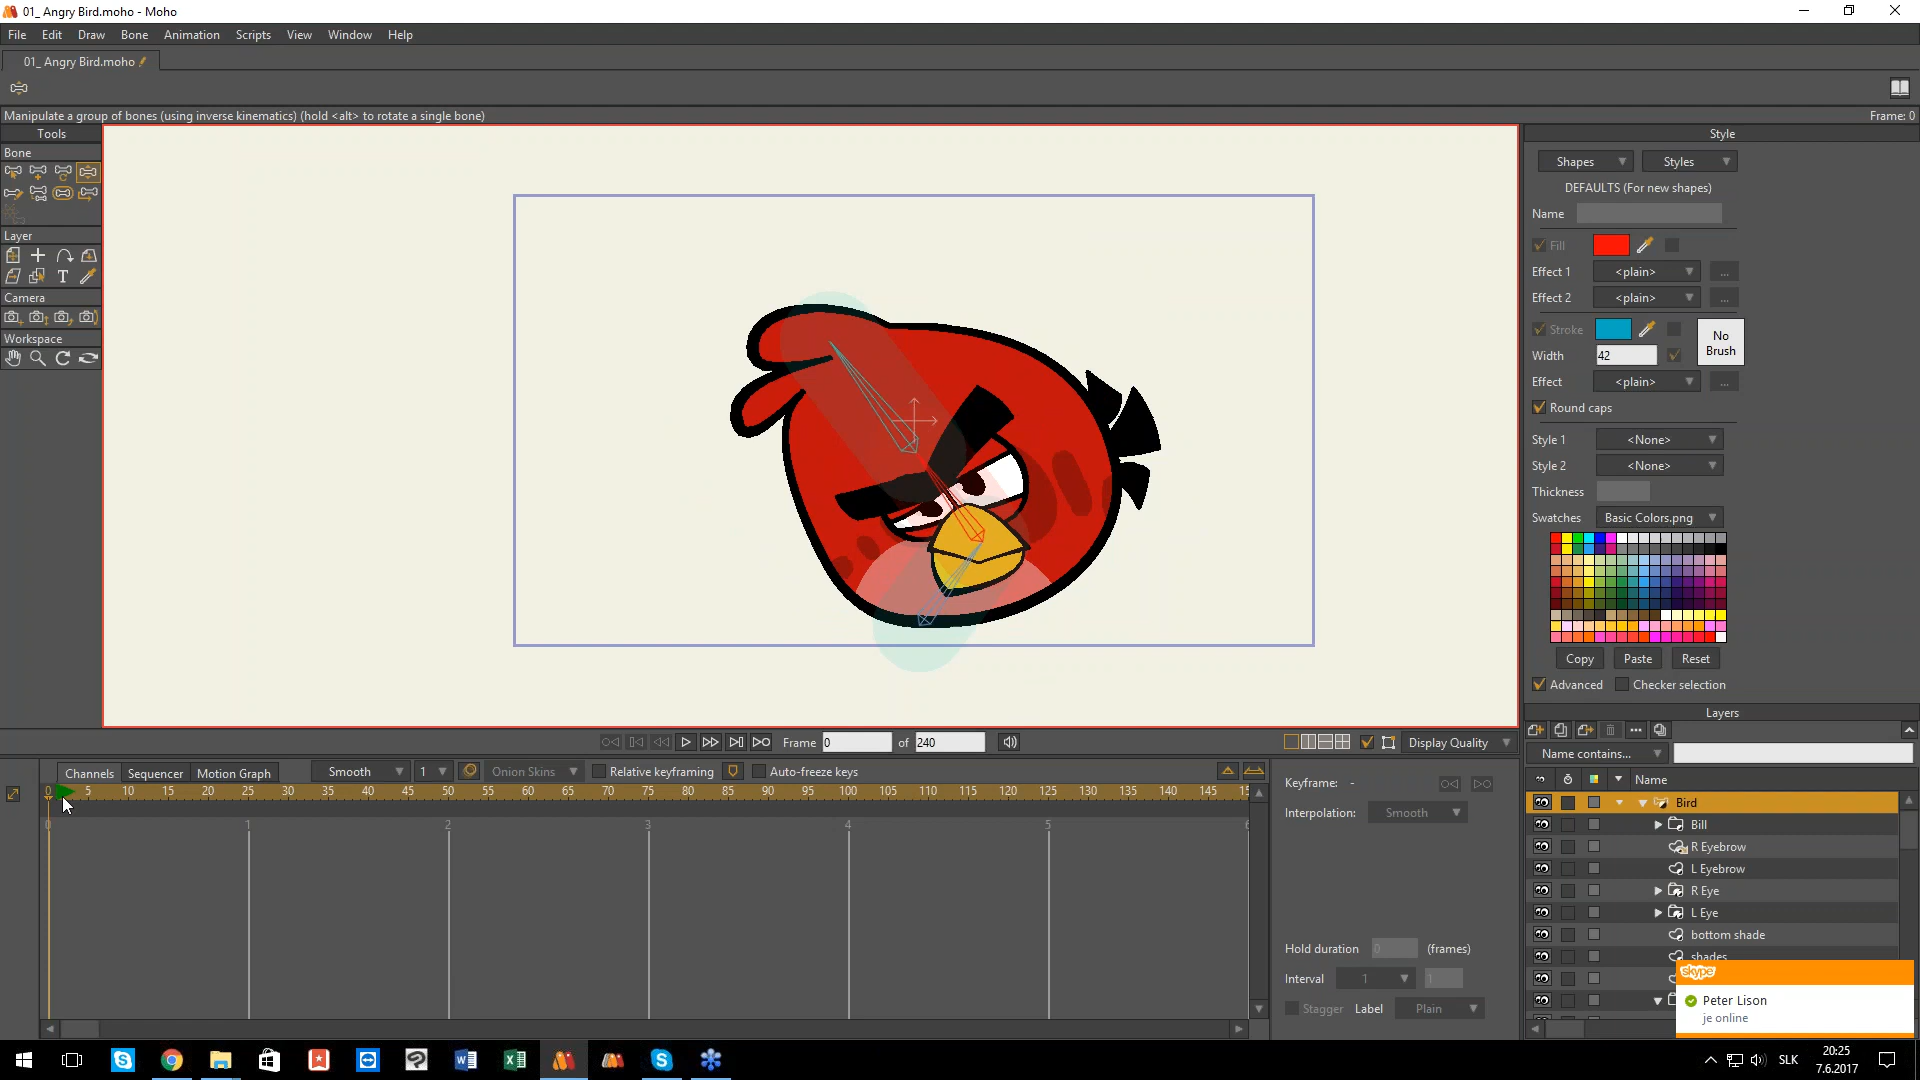 01_ Angry Bird.moho - Moho
File Edit Draw Bone Animation Scripts View Window Help
01_ Angry Bird.moho
Manipulate a group of bones (using inverse kinematics) (hold <alt> to rotate a single bone)
Frame: 0
Tools
Bone
Layer
Camera
Workspace
Style
Shapes Styles
DEFAULTS (For new shapes)
Name
Fill
Effect 1 <plain> ...
Effect 2 <plain> ...
Stroke
No Brush
Width 42
Effect <plain> ...
Round caps
Style 1 <None>
Style 2 <None>
Thickness
Swatches Basic Colors.png
Copy Paste Reset
Advanced Checker selection
Frame 0 of 240
Display Quality
Channels Sequencer Motion Graph Smooth 1 Onion Skins Relative keyframing Auto-freeze keys
0 5 10 15 20 25 30 35 40 45 50 55 60 65 70 75 80 85 90 95 100 105 110 115 120 125 130 135 140 145 15
0 1 2 3 4 5 6
Keyframe: -
Interpolation: Smooth
Hold duration 0 (frames)
Interval 1 1
Stagger Label Plain
Layers
Name contains...
Name
Bird
Bill
R Eyebrow
L Eyebrow
R Eye
L Eye
bottom shade
shades
skype
Peter Lison
je online
SLK
20:25
7.6.2017